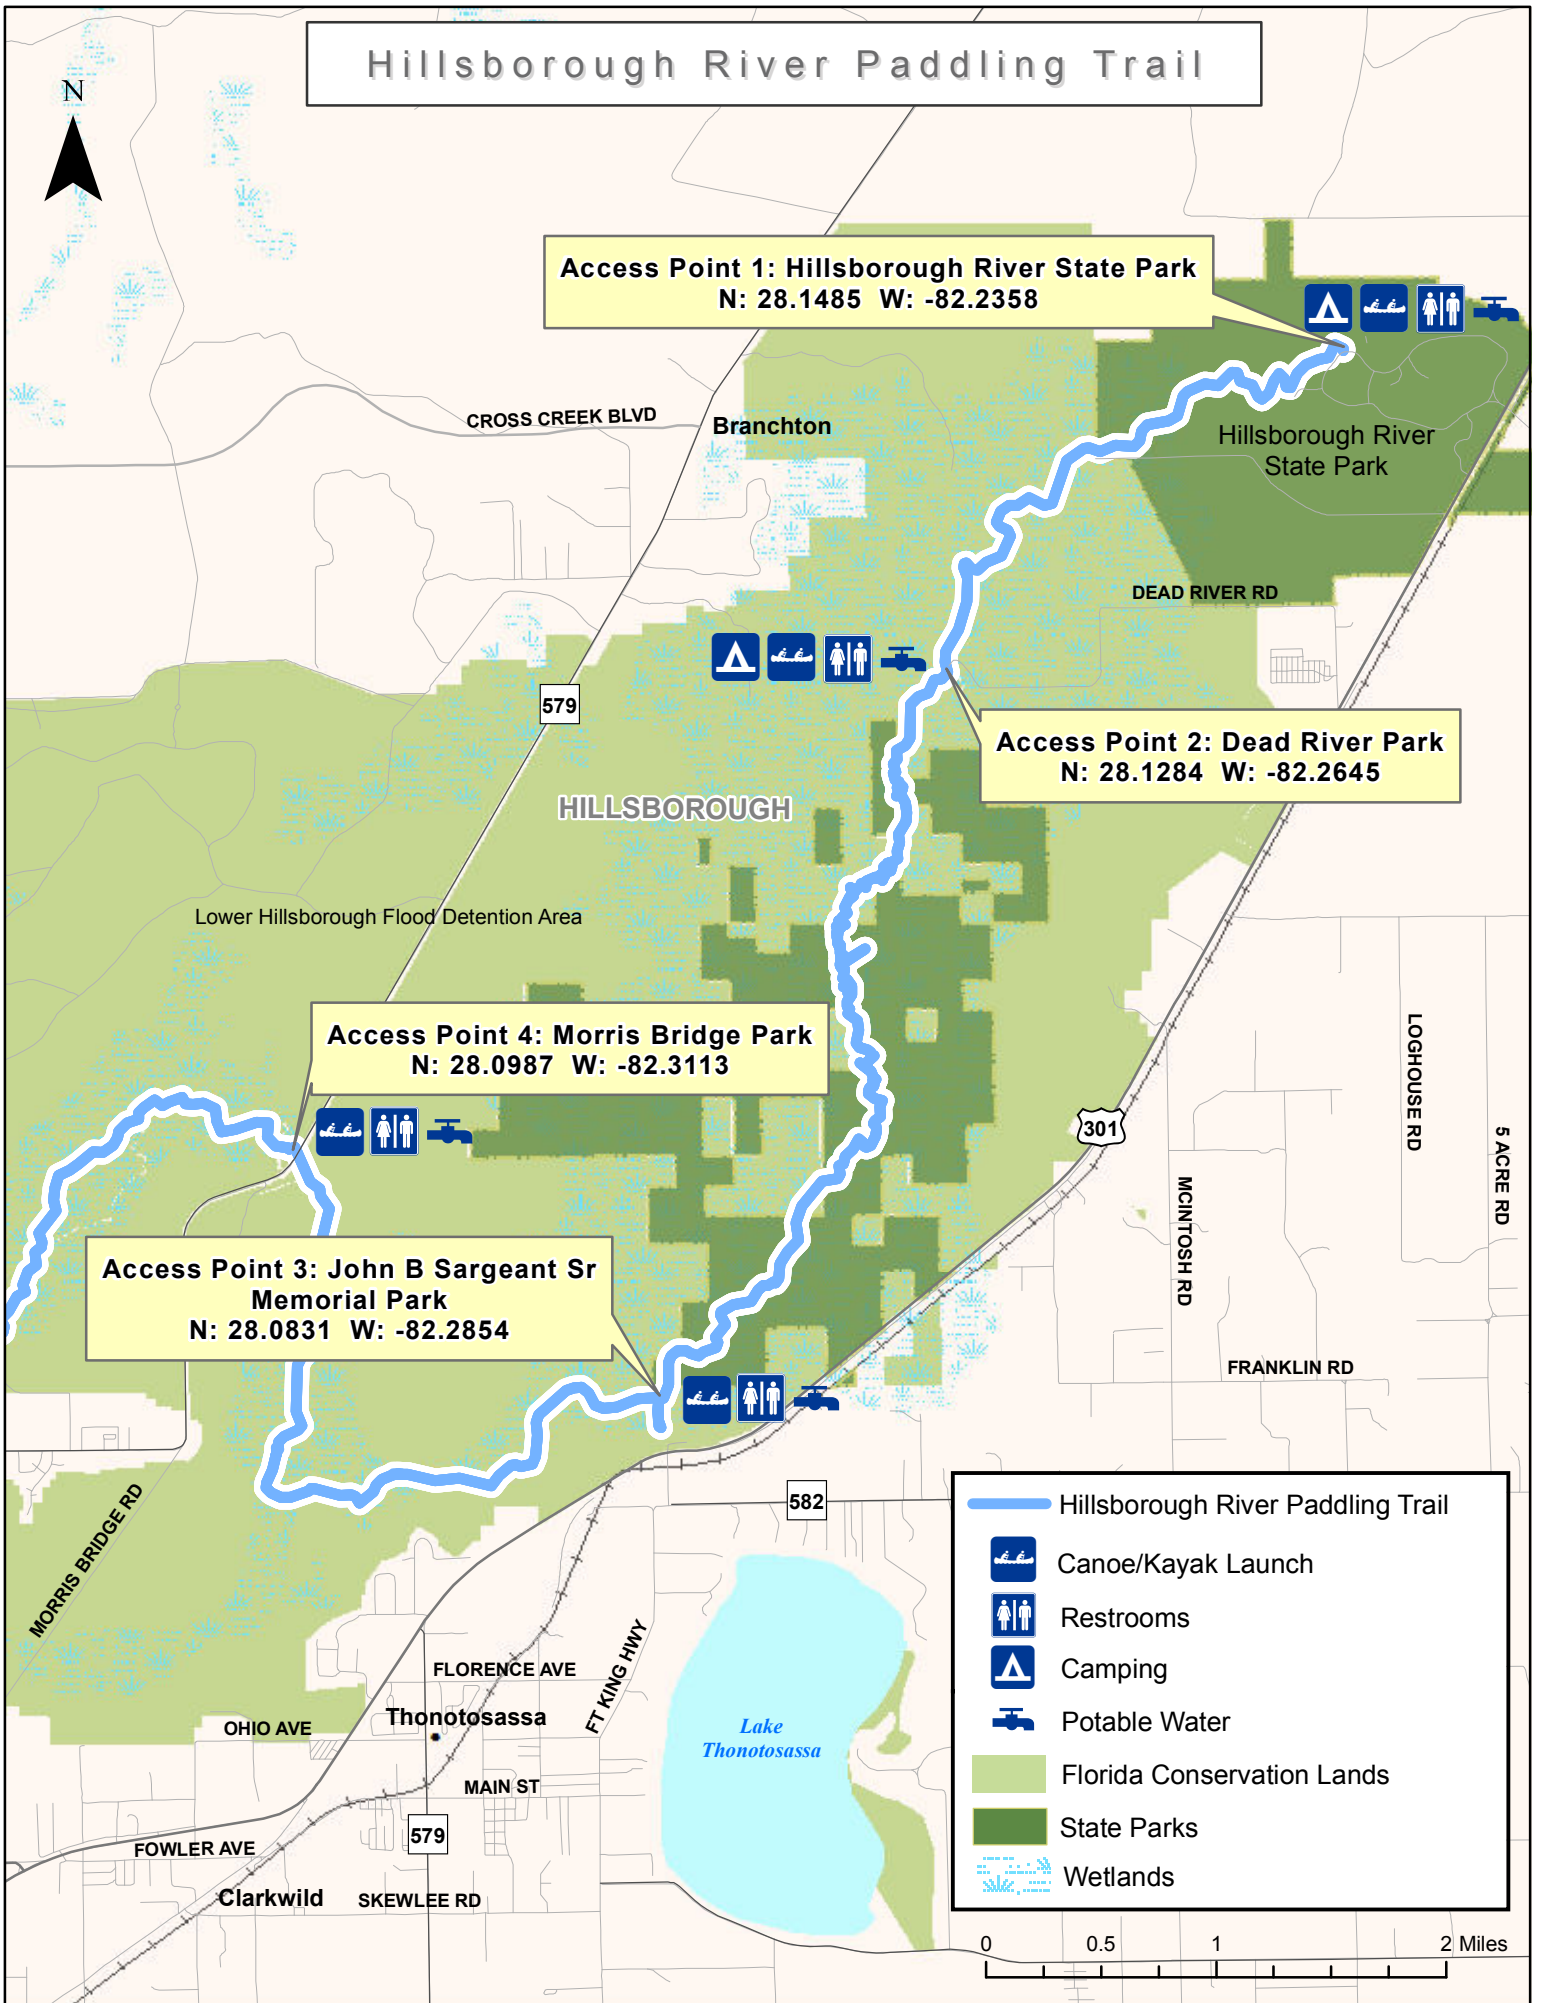 Hillsborough River Paddling Trail
N
Access Point 1: Hillsborough River State Park
N: 28.1485 W: -82.2358
CROSS CREEK BLVD
Branchton
Hillsborough River
State Park
DEAD RIVER RD
579
Access Point 2: Dead River Park
N: 28.1284 W: -82.2645
HILLSBOROUGH
Lower Hillsborough Flood Detention Area
Access Point 4: Morris Bridge Park
N: 28.0987 W: -82.3113
LOGHOUSE RD
301
5 ACRE RD
MCINTOSH RD
Access Point 3: John B Sargeant Sr
Memorial Park
N: 28.0831 W: -82.2854
FRANKLIN RD
MORRIS BRIDGE RD
582
FLORENCE AVE
FT KING HWY
Thonotosassa
OHIO AVE
Lake
Thonotosassa
MAIN ST
579
FOWLER AVE
Clarkwild
SKEWLEE RD
Hillsborough River Paddling Trail
Canoe/Kayak Launch
Restrooms
Camping
Potable Water
Florida Conservation Lands
State Parks
Wetlands
0 0.5 1 2 Miles